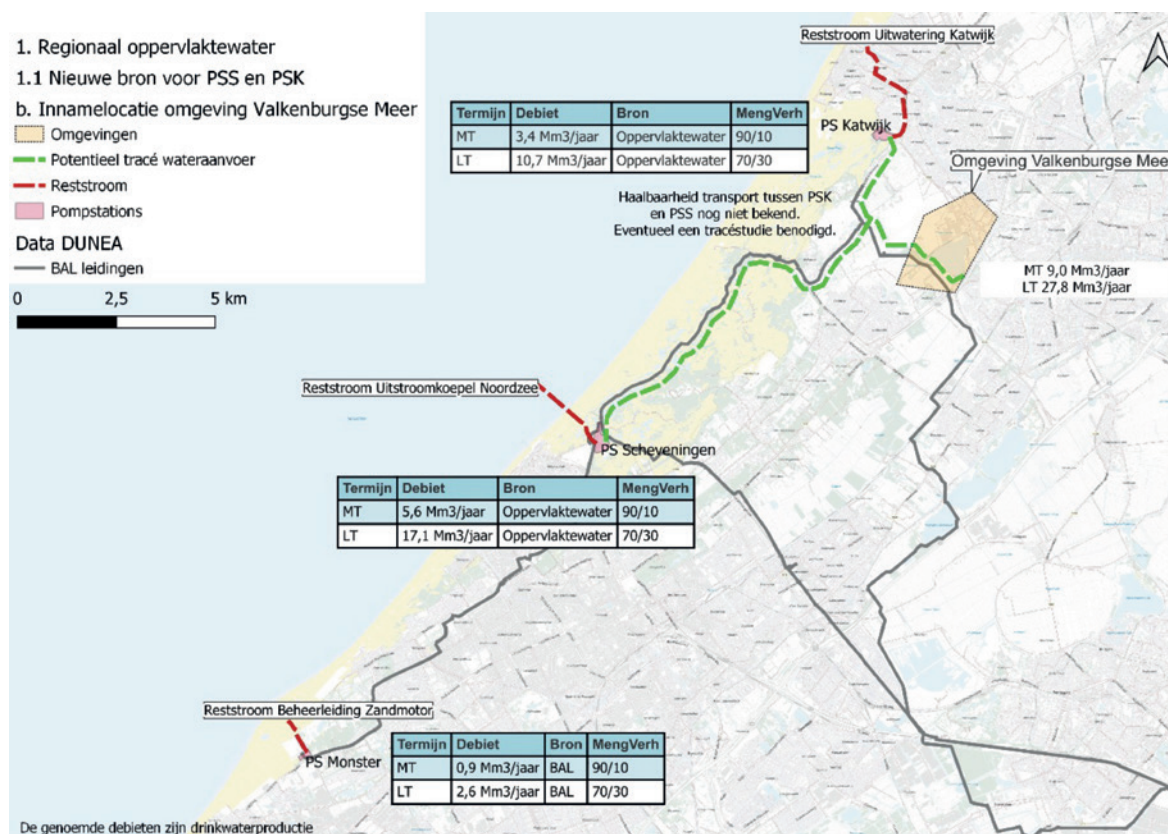 1. Regionaal oppervlaktewater
1.1 Nieuwe bron voor PSS en PSK
b. Innamelocatie omgeving Valkenburgse Meer
Omgevingen
Potentieel tracé wateraanvoer
Reststroom
Pompstations
Data DUNEA
BAL leidingen
0 2,5 5 km
Reststroom Uitwatering Katwijk
Termijn Debiet Bron MengVerh
MT 3,4 Mm3/jaar Oppervlaktewater 90/10
LT 10,7 Mm3/jaar Oppervlaktewater 70/30
PS Katwijk
Omgeving Valkenburgse Meer
Haalbaarheid transport tussen PSK
en PSS nog niet bekend.
Eventueel een tracéstudie benodigd.
MT 9,0 Mm3/jaar
LT 27,8 Mm3/jaar
Reststroom Uitstroomkoepel Noordzee
PS Scheveningen
Termijn Debiet Bron MengVerh
MT 5,6 Mm3/jaar Oppervlaktewater 90/10
LT 17,1 Mm3/jaar Oppervlaktewater 70/30
Reststroom Beheerleiding Zandmotor
PS Monster
Termijn Debiet Bron MengVerh
MT 0,9 Mm3/jaar BAL 90/10
LT 2,6 Mm3/jaar BAL 70/30
De genoemde debieten zijn drinkwaterproductie